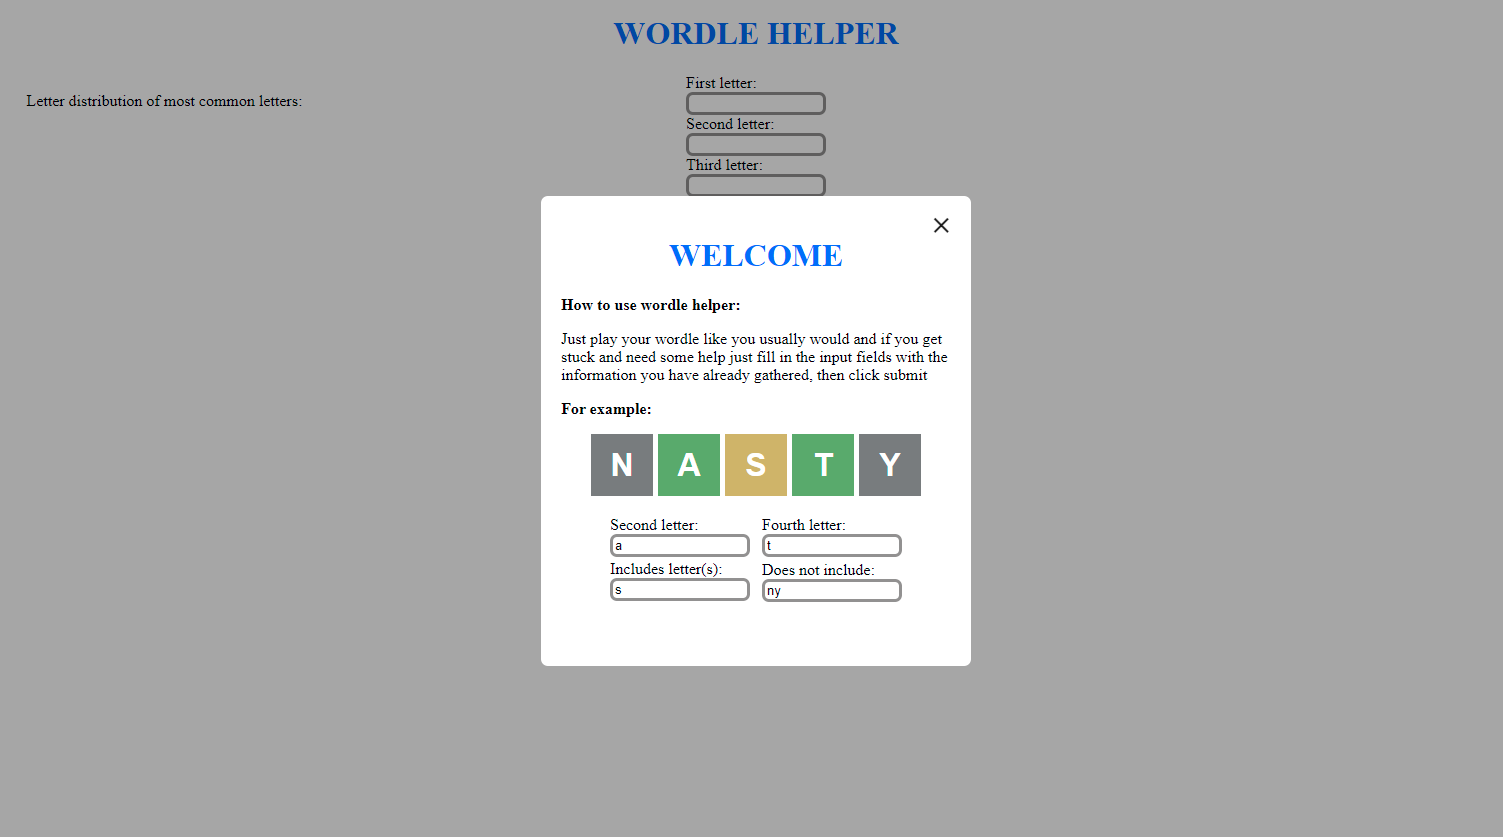 WORDLE HELPER
Letter distribution of most common letters:
First letter:
Second letter:
Third letter:
WELCOME
How to use wordle helper:
Just play your wordle like you usually would and if you get
stuck and need some help just fill in the input fields with the
information you have already gathered, then click submit
For example:
N A S T Y
Second letter: Fourth letter:
a t
Includes letter(s): Does not include:
s ny